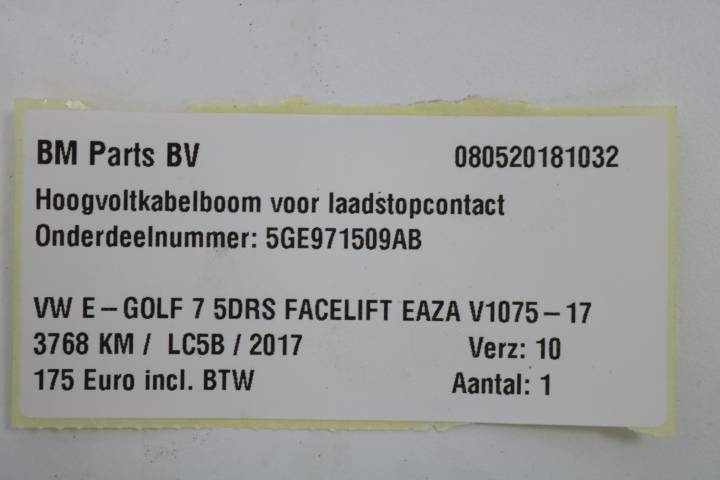 BM Parts BV 080520181032
Hoogvoltkabelboom voor laadstopcontact
Onderdeelnummer: 5GE971509AB
VW E-GOLF 7 5DRS FACELIFT EAZA V1075-17
3768 KM / LC5B / 2017 Verz: 10
175 Euro incl. BTW Aantal: 1